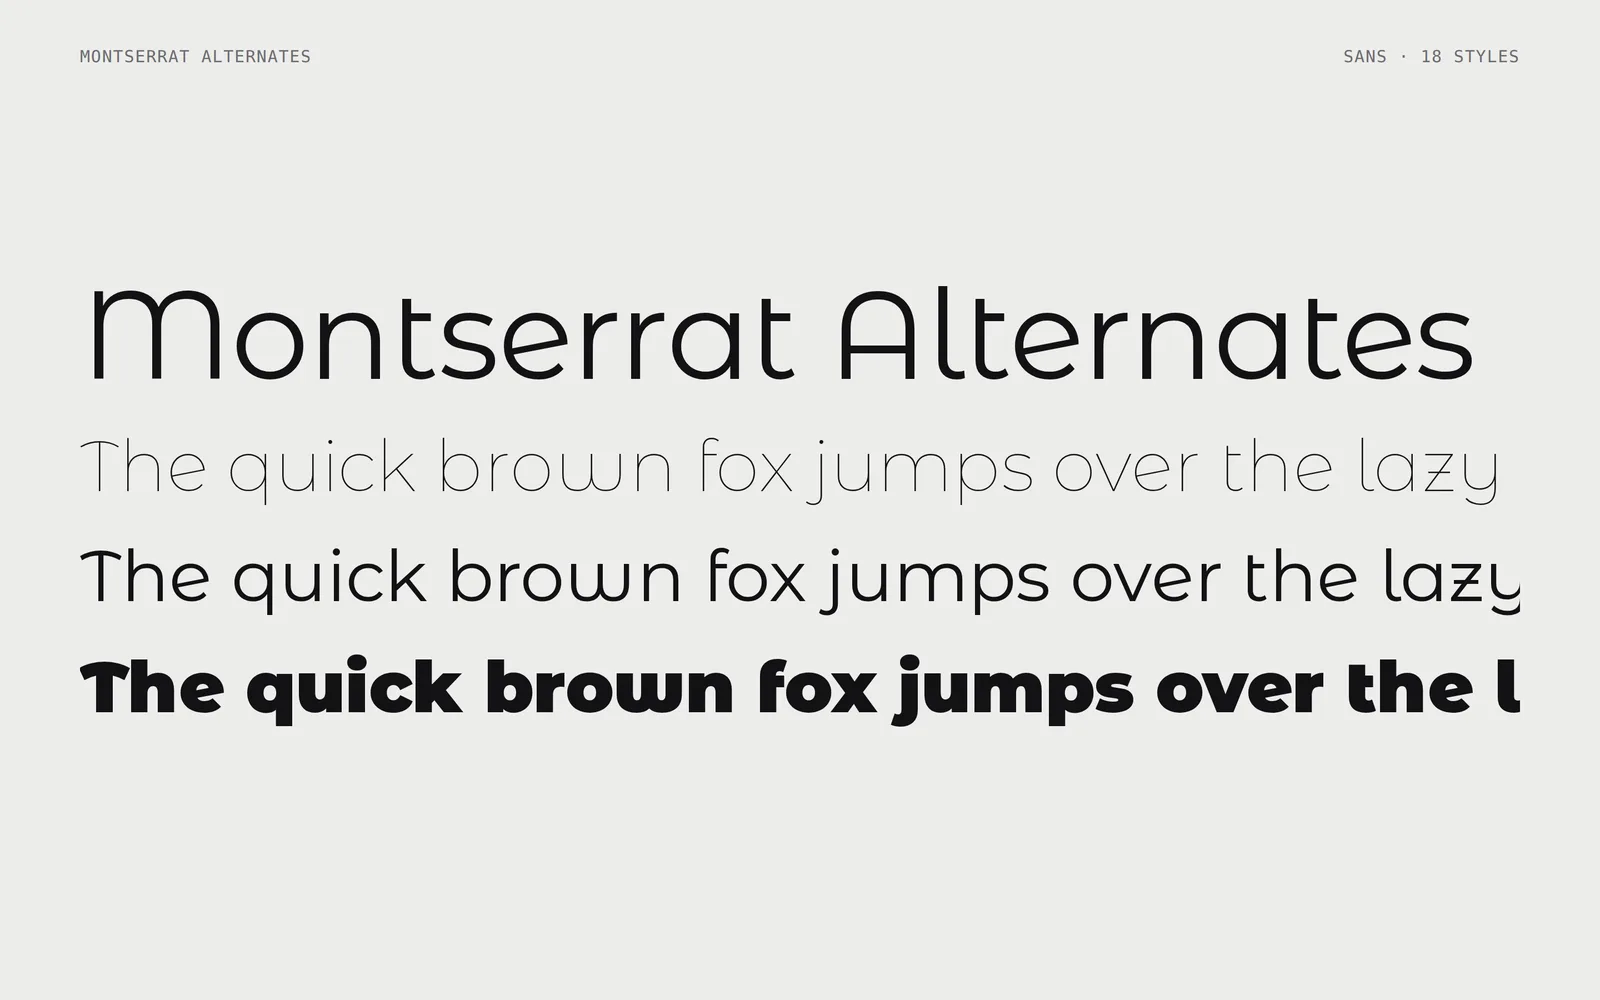 MONTSERRAT ALTERNATES
SANS · 18 STYLES
Montserrat Alternates
The quick brown fox jumps over the lazy
The quick brown fox jumps over the lazy
The quick brown fox jumps over the l